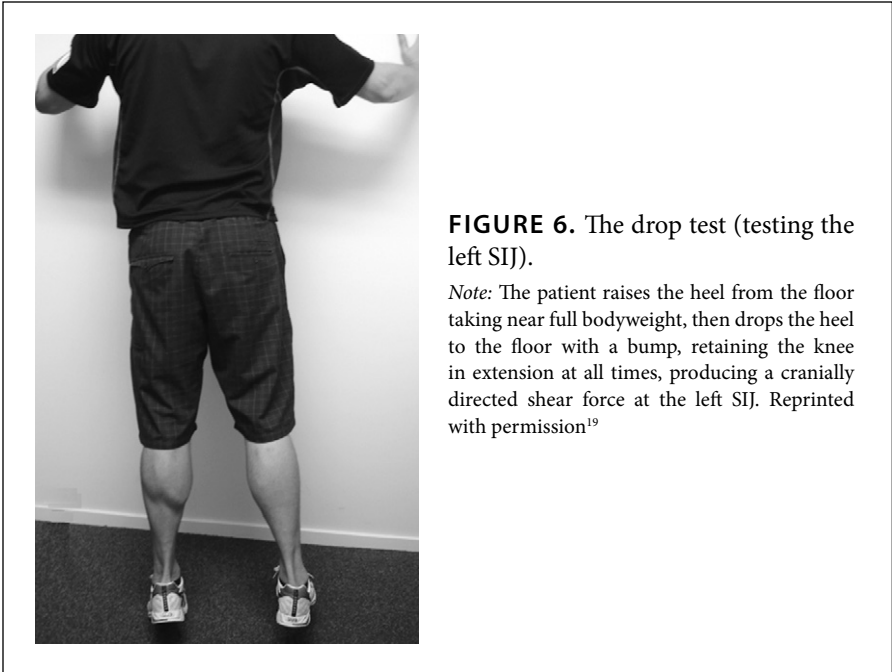 FIGURE 6. The drop test (testing the
left SIJ).
Note: The patient raises the heel from the floor
taking near full bodyweight, then drops the heel
to the floor with a bump, retaining the knee
in extension at all times, producing a cranially
directed shear force at the left SIJ. Reprinted
with permission19